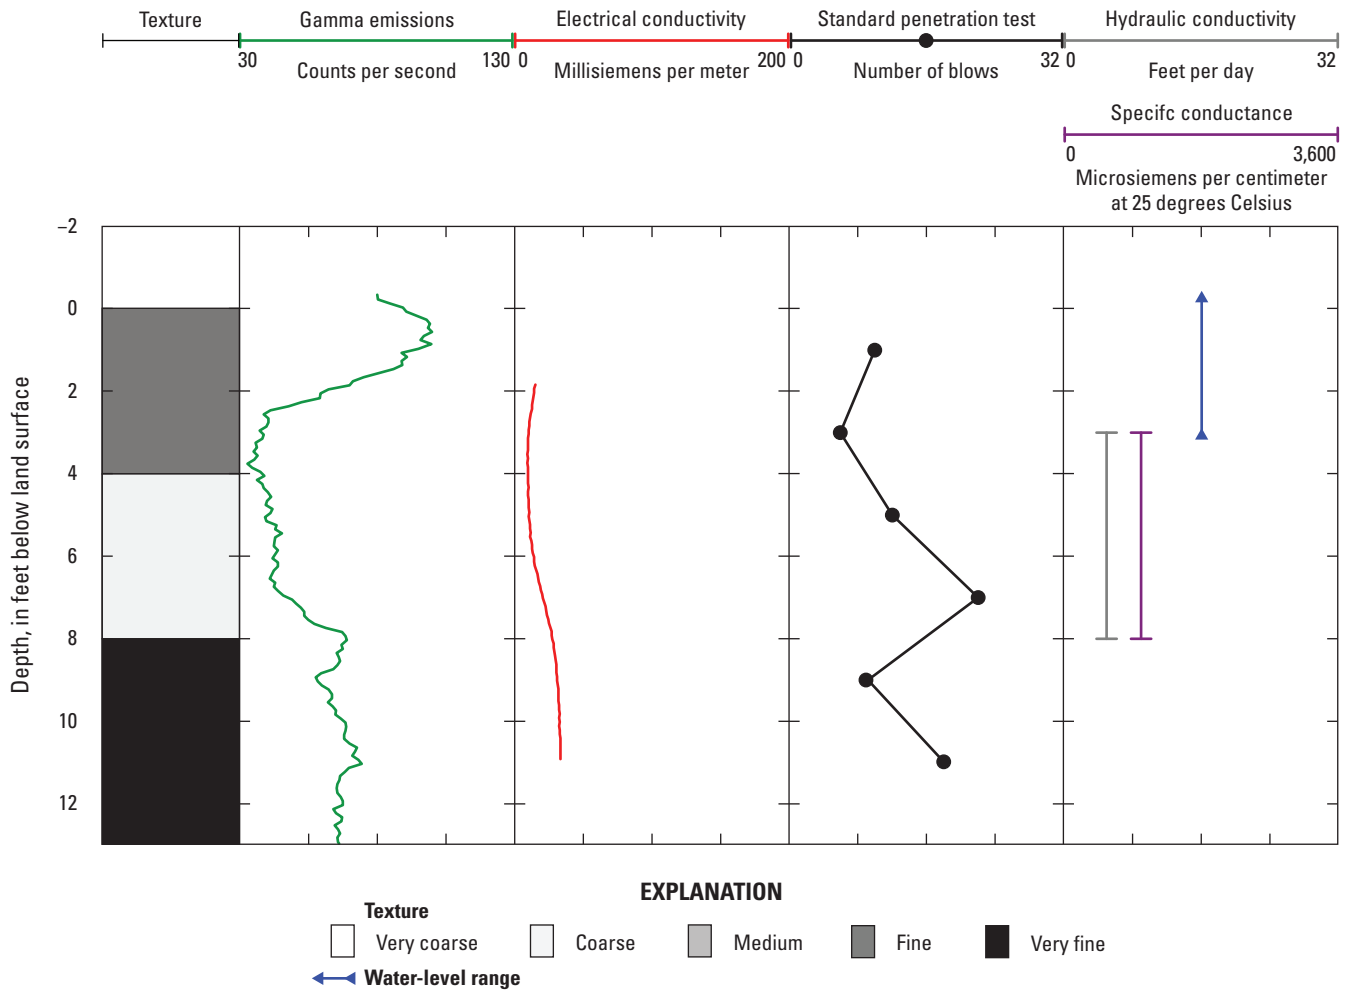 Texture
Gamma emissions
30 130
Counts per second
Electrical conductivity
0 200
Millisiemens per meter
Standard penetration test
0 32
Number of blows
Hydraulic conductivity
0 32
Feet per day
Specifc conductance
0 3,600
Microsiemens per centimeter
at 25 degrees Celsius
Depth, in feet below land surface
–2
0
2
4
6
8
10
12
EXPLANATION
Texture
Very coarse Coarse Medium Fine Very fine
Water-level range